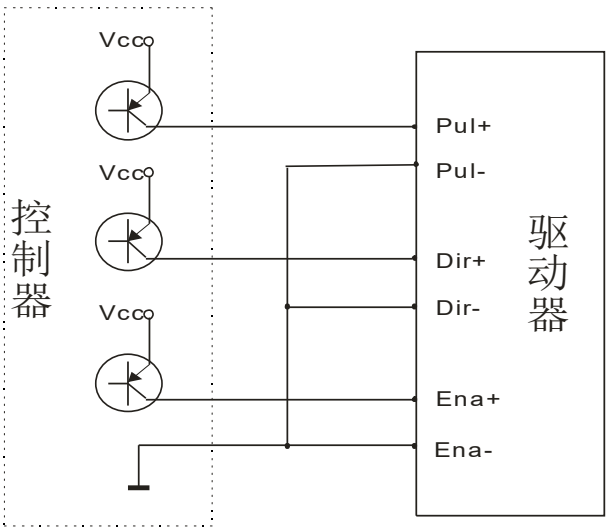 Vcc
Vcc
Vcc
控制器
Pul+
Pul-
Dir+
Dir-
Ena+
Ena-
驱动器